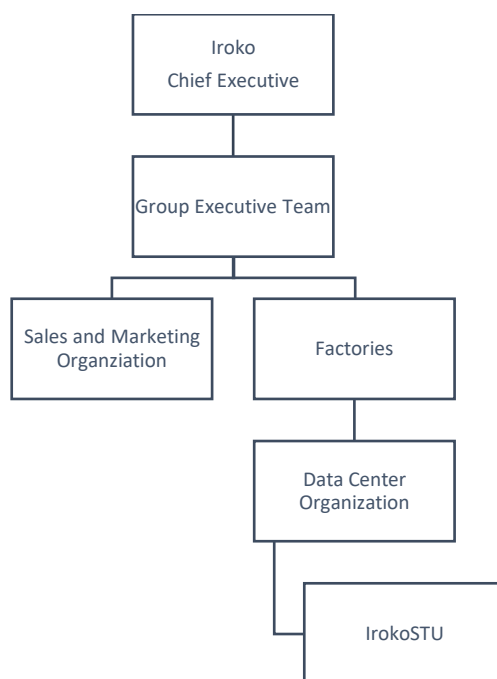 Iroko
Chief Executive
Group Executive Team
Sales and Marketing
Organziation
Factories
Data Center
Organization
IrokoSTU